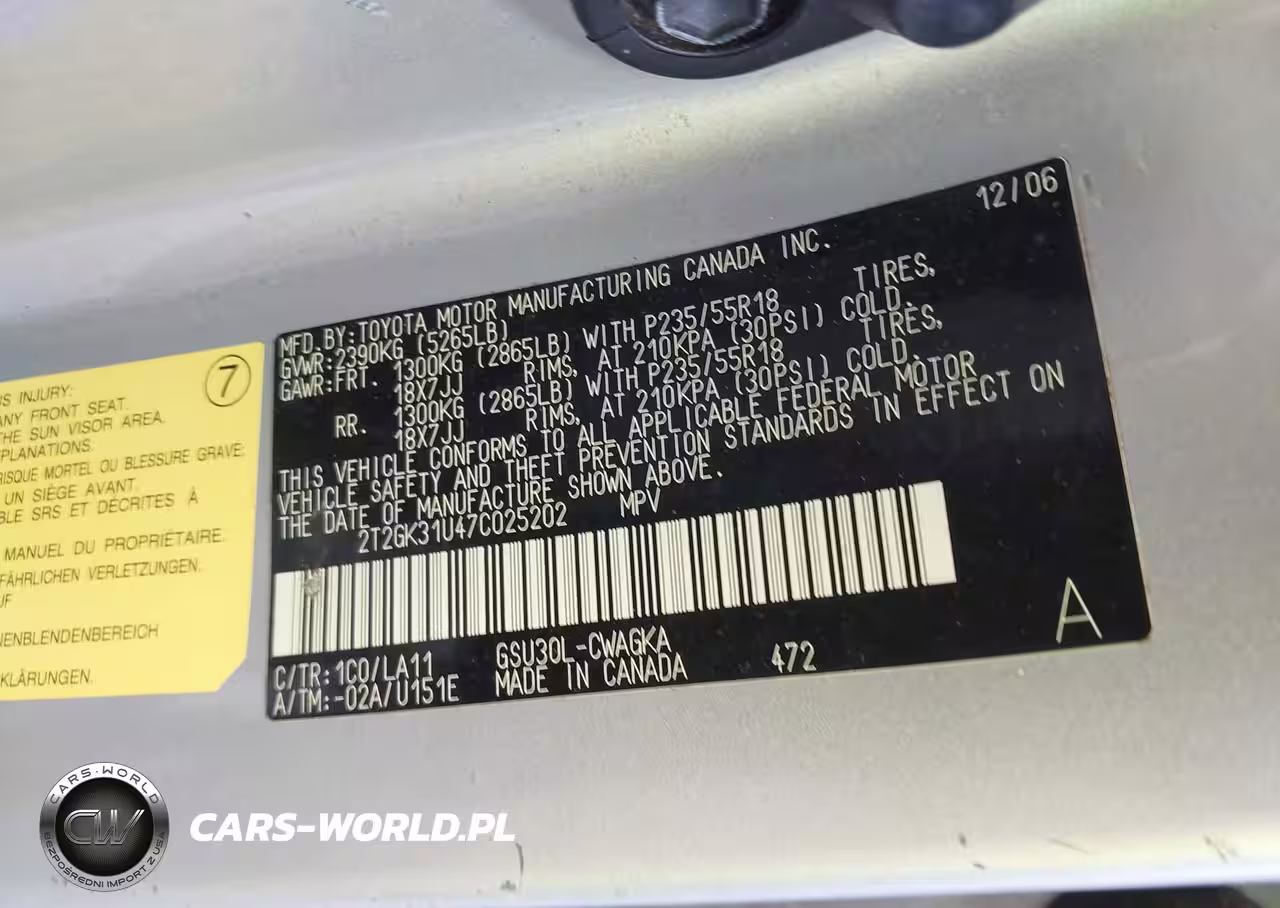 7
US INJURY:
ANY FRONT SEAT.
THE SUN VISOR AREA.
XPLANATIONS.
RISQUE MORTEL OU BLESSURE GRAVE:
UN SIÈGE AVANT.
BLE SRS ET DÉCRITES À
MANUEL DU PROPRIÉTAIRE.
FÄHRLICHEN VERLETZUNGEN.
UF
NENBLENDENBEREICH
KLÄRUNGEN.
12/06
MFD.BY:TOYOTA MOTOR MANUFACTURING CANADA INC.
GVWR:2390KG (5265LB)
GAWR:FRT. 1300KG (2865LB) WITH P235/55R18 TIRES,
18X7JJ RIMS, AT 210KPA (30PSI) COLD.
RR. 1300KG (2865LB) WITH P235/55R18 TIRES,
18X7JJ RIMS, AT 210KPA (30PSI) COLD.
THIS VEHICLE CONFORMS TO ALL APPLICABLE FEDERAL MOTOR
VEHICLE SAFETY AND THEFT PREVENTION STANDARDS IN EFFECT ON
THE DATE OF MANUFACTURE SHOWN ABOVE.
2T2GK31U47C025202 MPV
C/TR:1C0/LA11 GSU30L-CWAGKA 472
A/TM:-02A/U151E MADE IN CANADA
A
CARS-WORLD
CW
BEZPOŚREDNI IMPORT Z USA
CARS-WORLD.PL